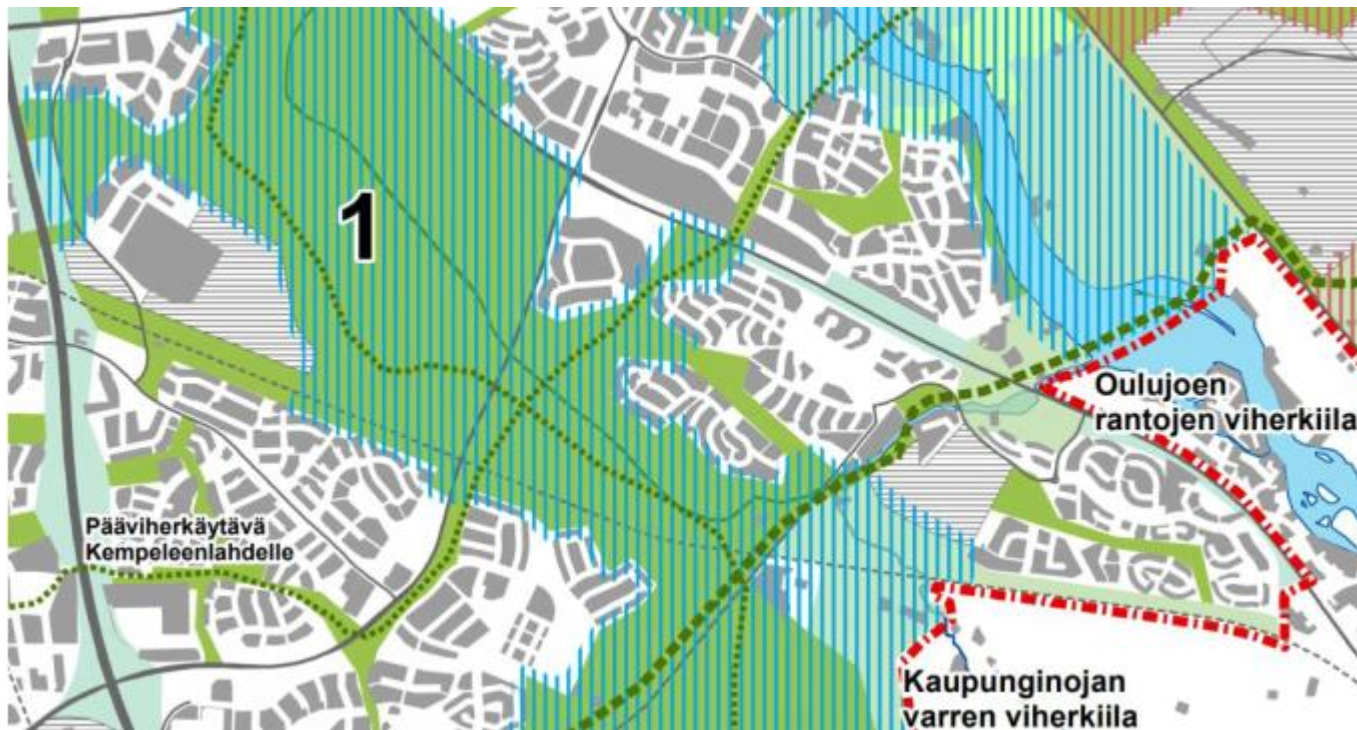 1
Oulujoen
rantojen viherkiila
Pääviherkäytävä
Kempeleenlahdelle
Kaupunginojan
varren viherkiila